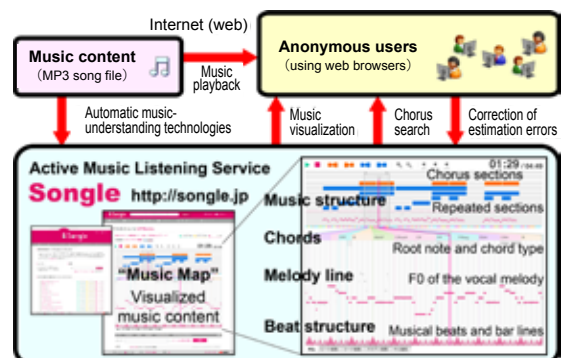 Internet (web)
Music content
(MP3 song file)
Music
playback
Anonymous users
(using web browsers)
Automatic music-
understanding technologies
Music
visualization
Chorus
search
Correction of
estimation errors
Active Music Listening Service
Songle http://songle.jp
"Music Map"
Visualized
music content
01:29
Chorus sections
Music structure
Repeated sections
Chords
Root note and chord type
Melody line
F0 of the vocal melody
Beat structure
Musical beats and bar lines